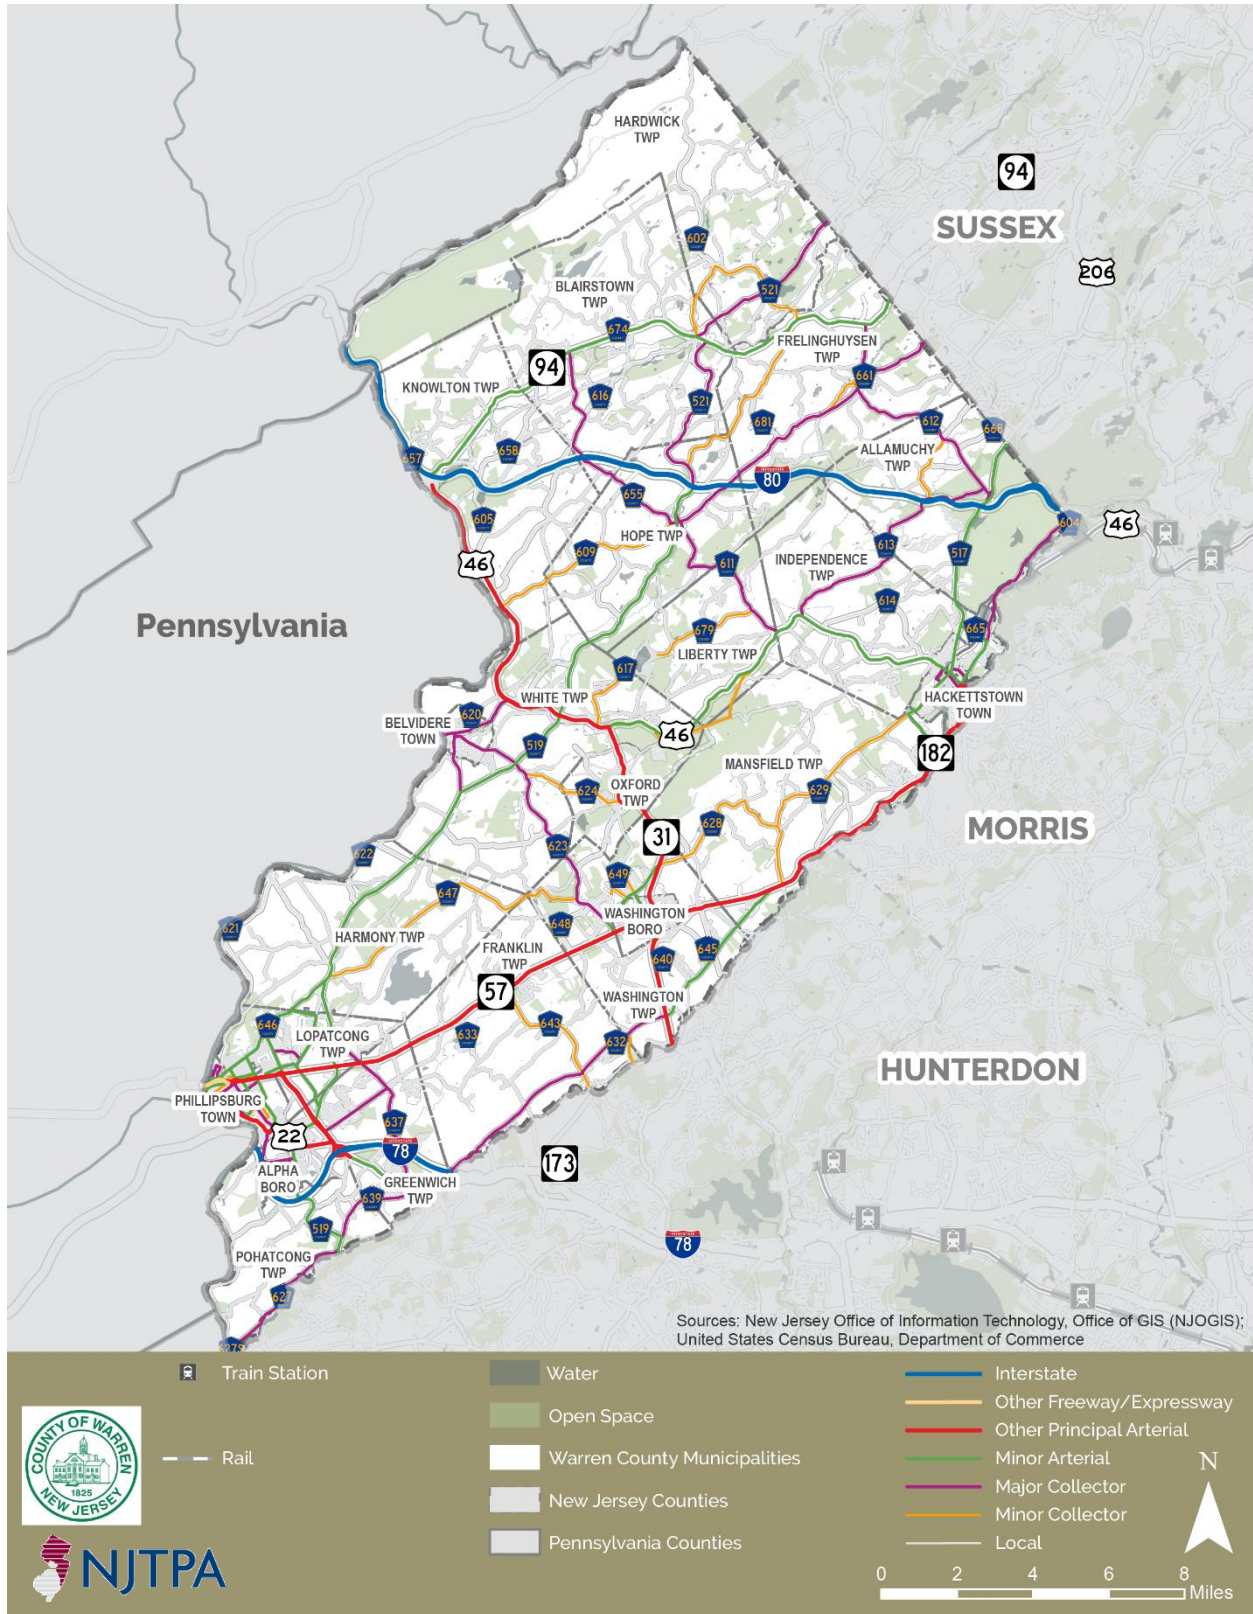 HARDWICK
TWP
94
SUSSEX
602
206
BLAIRSTOWN
TWP
521
674
FRELINGHUYSEN
TWP
94
KNOWLTON TWP
661
616
521
681
612
668
ALLAMUCHY
TWP
657
658
80
655
605
604
46
HOPE TWP
609
46
611
INDEPENDENCE
TWP
613
517
614
Pennsylvania
679
665
LIBERTY TWP
617
WHITE TWP
HACKETTSTOWN
TOWN
620
BELVIDERE
TOWN
519
46
182
MANSFIELD TWP
OXFORD
TWP
624
629
628
MORRIS
31
623
622
649
647
WASHINGTON
BORO
648
621
HARMONY TWP
FRANKLIN
TWP
645
640
57
WASHINGTON
TWP
646
LOPATCONG
TWP
633
643
632
HUNTERDON
PHILLIPSBURG
TOWN
637
22
78
173
ALPHA
BORO
GREENWICH
TWP
639
519
78
POHATCONG
TWP
627
Sources: New Jersey Office of Information Technology, Office of GIS (NJOGIS);
United States Census Bureau, Department of Commerce
Train Station
Rail
COUNTY OF WARREN
1825
NEW JERSEY
NJTPA
Water
Open Space
Warren County Municipalities
New Jersey Counties
Pennsylvania Counties
Interstate
Other Freeway/Expressway
Other Principal Arterial
Minor Arterial
Major Collector
Minor Collector
Local
N
0 2 4 6 8
Miles